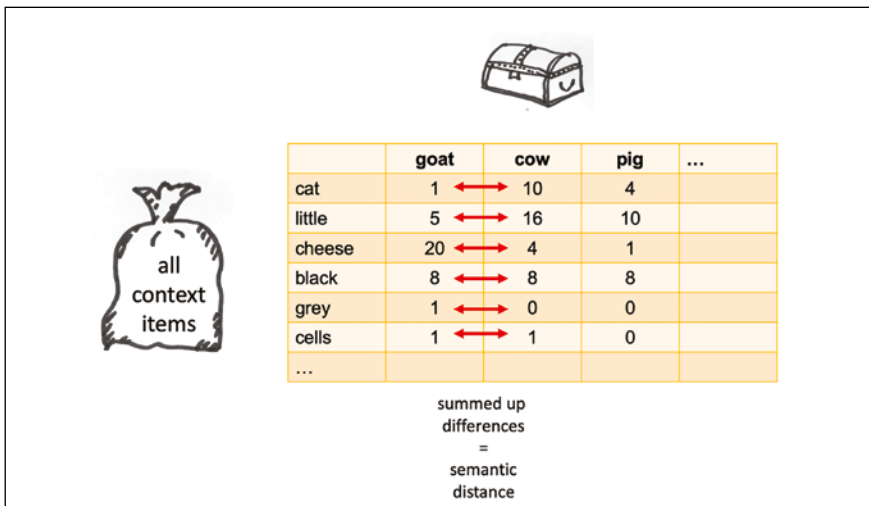 goat cow pig ...
cat 1 10 4
little 5 16 10
cheese 20 4 1
black 8 8 8
grey 1 0 0
cells 1 1 0
...
all
context
items
summed up
differences
=
semantic
distance